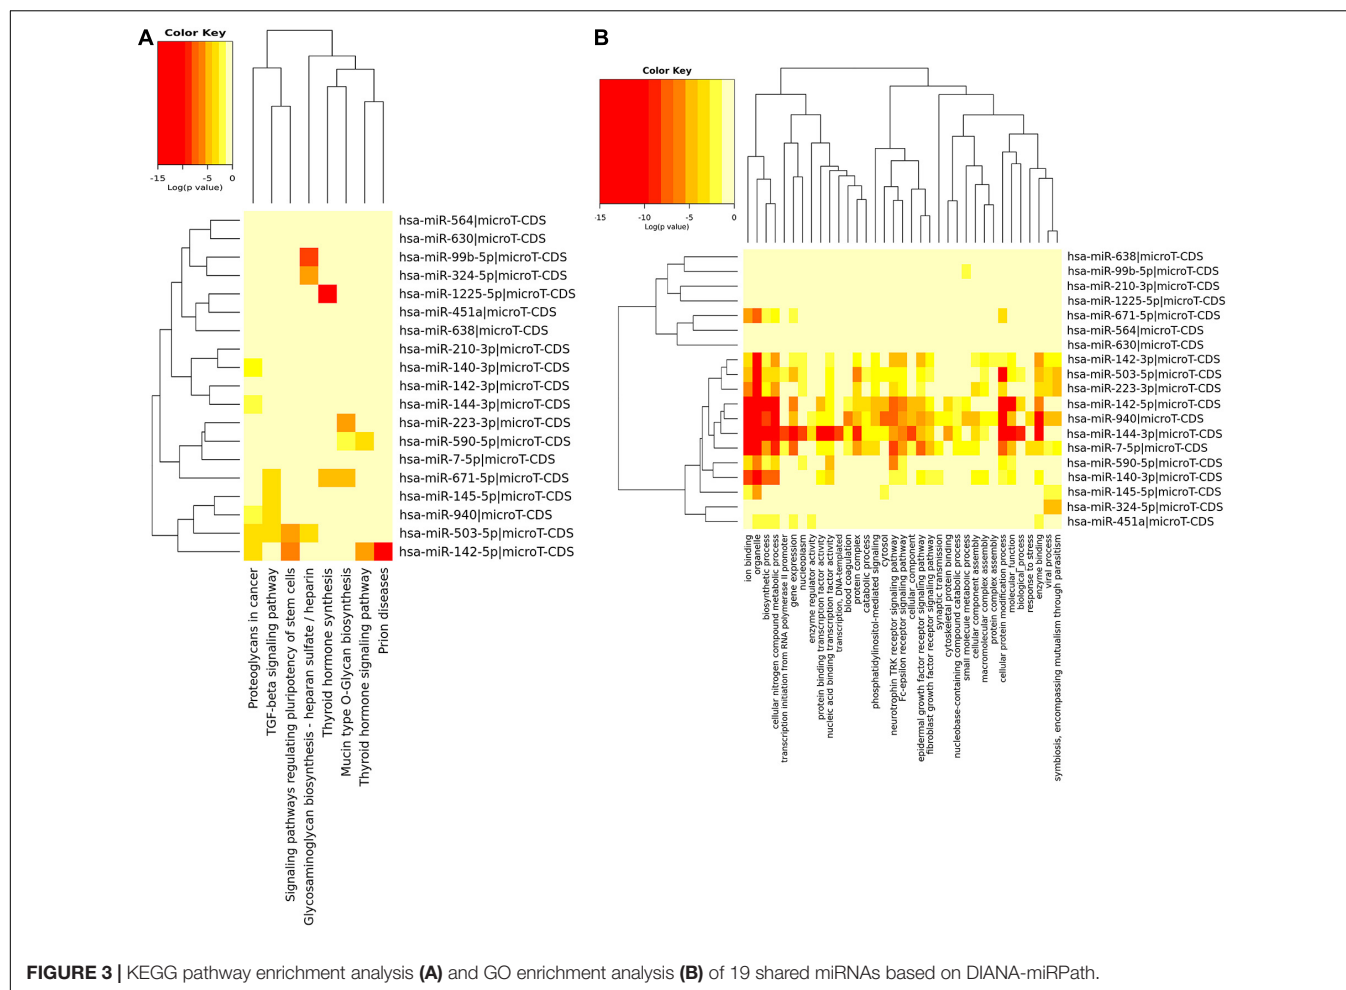 A
Color Key
-15
-5
0
Log(p value)
hsa-miR-564|microT-CDS
hsa-miR-630|microT-CDS
hsa-miR-99b-5p|microT-CDS
hsa-miR-324-5p|microT-CDS
hsa-miR-1225-5p|microT-CDS
hsa-miR-451a|microT-CDS
hsa-miR-638|microT-CDS
hsa-miR-210-3p|microT-CDS
hsa-miR-140-3p|microT-CDS
hsa-miR-142-3p|microT-CDS
hsa-miR-144-3p|microT-CDS
hsa-miR-223-3p|microT-CDS
hsa-miR-590-5p|microT-CDS
hsa-miR-7-5p|microT-CDS
hsa-miR-671-5p|microT-CDS
hsa-miR-145-5p|microT-CDS
hsa-miR-940|microT-CDS
hsa-miR-503-5p|microT-CDS
hsa-miR-142-5p|microT-CDS
Proteoglycans in cancer
TGF-beta signaling pathway
Signaling pathways regulating pluripotency of stem cells
Glycosaminoglycan biosynthesis - heparan sulfate / heparin
Thyroid hormone synthesis
Mucin type O-Glycan biosynthesis
Thyroid hormone signaling pathway
Prion diseases
B
Color Key
-15
-10
-5
0
Log(p value)
hsa-miR-638|microT-CDS
hsa-miR-99b-5p|microT-CDS
hsa-miR-210-3p|microT-CDS
hsa-miR-1225-5p|microT-CDS
hsa-miR-671-5p|microT-CDS
hsa-miR-564|microT-CDS
hsa-miR-630|microT-CDS
hsa-miR-142-3p|microT-CDS
hsa-miR-503-5p|microT-CDS
hsa-miR-223-3p|microT-CDS
hsa-miR-142-5p|microT-CDS
hsa-miR-940|microT-CDS
hsa-miR-144-3p|microT-CDS
hsa-miR-7-5p|microT-CDS
hsa-miR-590-5p|microT-CDS
hsa-miR-140-3p|microT-CDS
hsa-miR-145-5p|microT-CDS
hsa-miR-324-5p|microT-CDS
hsa-miR-451a|microT-CDS
ion binding
organelle
biosynthetic process
cellular nitrogen compound metabolic process
transcription initiation from RNA polymerase II promoter
gene expression
nucleoplasm
enzyme regulator activity
protein binding transcription factor activity
nucleic acid binding transcription factor activity
transcription, DNA-templated
blood coagulation
protein complex
catabolic process
phosphatidylinositol-mediated signaling
cytosol
neurotrophin TRK receptor signaling pathway
Fc-epsilon receptor signaling pathway
cellular_component
epidermal growth factor receptor signaling pathway
fibroblast growth factor receptor signaling pathway
synaptic transmission
cytoskeletal protein binding
nucleobase-containing compound catabolic process
small molecule metabolic process
cellular component assembly
macromolecular complex assembly
protein complex assembly
cellular protein modification process
molecular_function
biological_process
response to stress
enzyme binding
viral process
symbiosis, encompassing mutualism through parasitism
FIGURE 3 | KEGG pathway enrichment analysis (A) and GO enrichment analysis (B) of 19 shared miRNAs based on DIANA-miRPath.